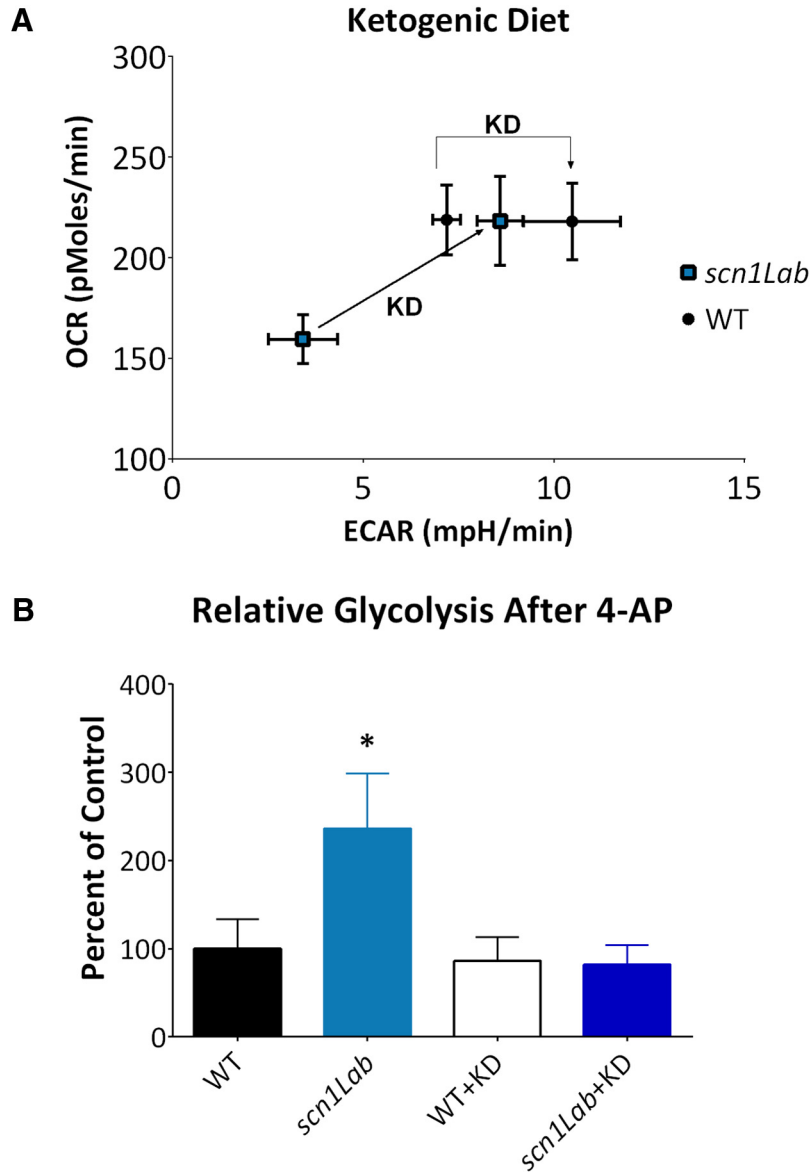 A
Ketogenic Diet
300
250
200
150
100
OCR (pMoles/min)
KD
KD
scn1Lab
WT
0 5 10 15
ECAR (mpH/min)
B
Relative Glycolysis After 4-AP
400
300
200
100
0
Percent of Control
*
WT
scn1Lab
WT+KD
scn1Lab+KD